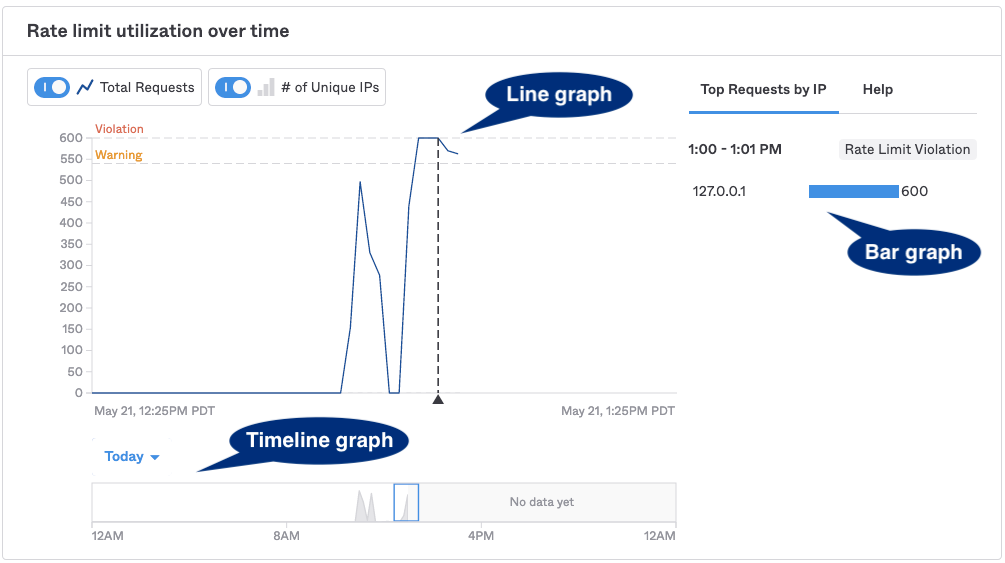 Rate limit utilization over time
Total Requests
# of Unique IPs
Line graph
Top Requests by IP
Help
Violation
Warning
600
550
500
450
400
350
300
250
200
150
100
50
0
1:00 - 1:01 PM
Rate Limit Violation
127.0.0.1
600
Bar graph
May 21, 12:25PM PDT
May 21, 1:25PM PDT
Timeline graph
Today
No data yet
12AM
8AM
4PM
12AM